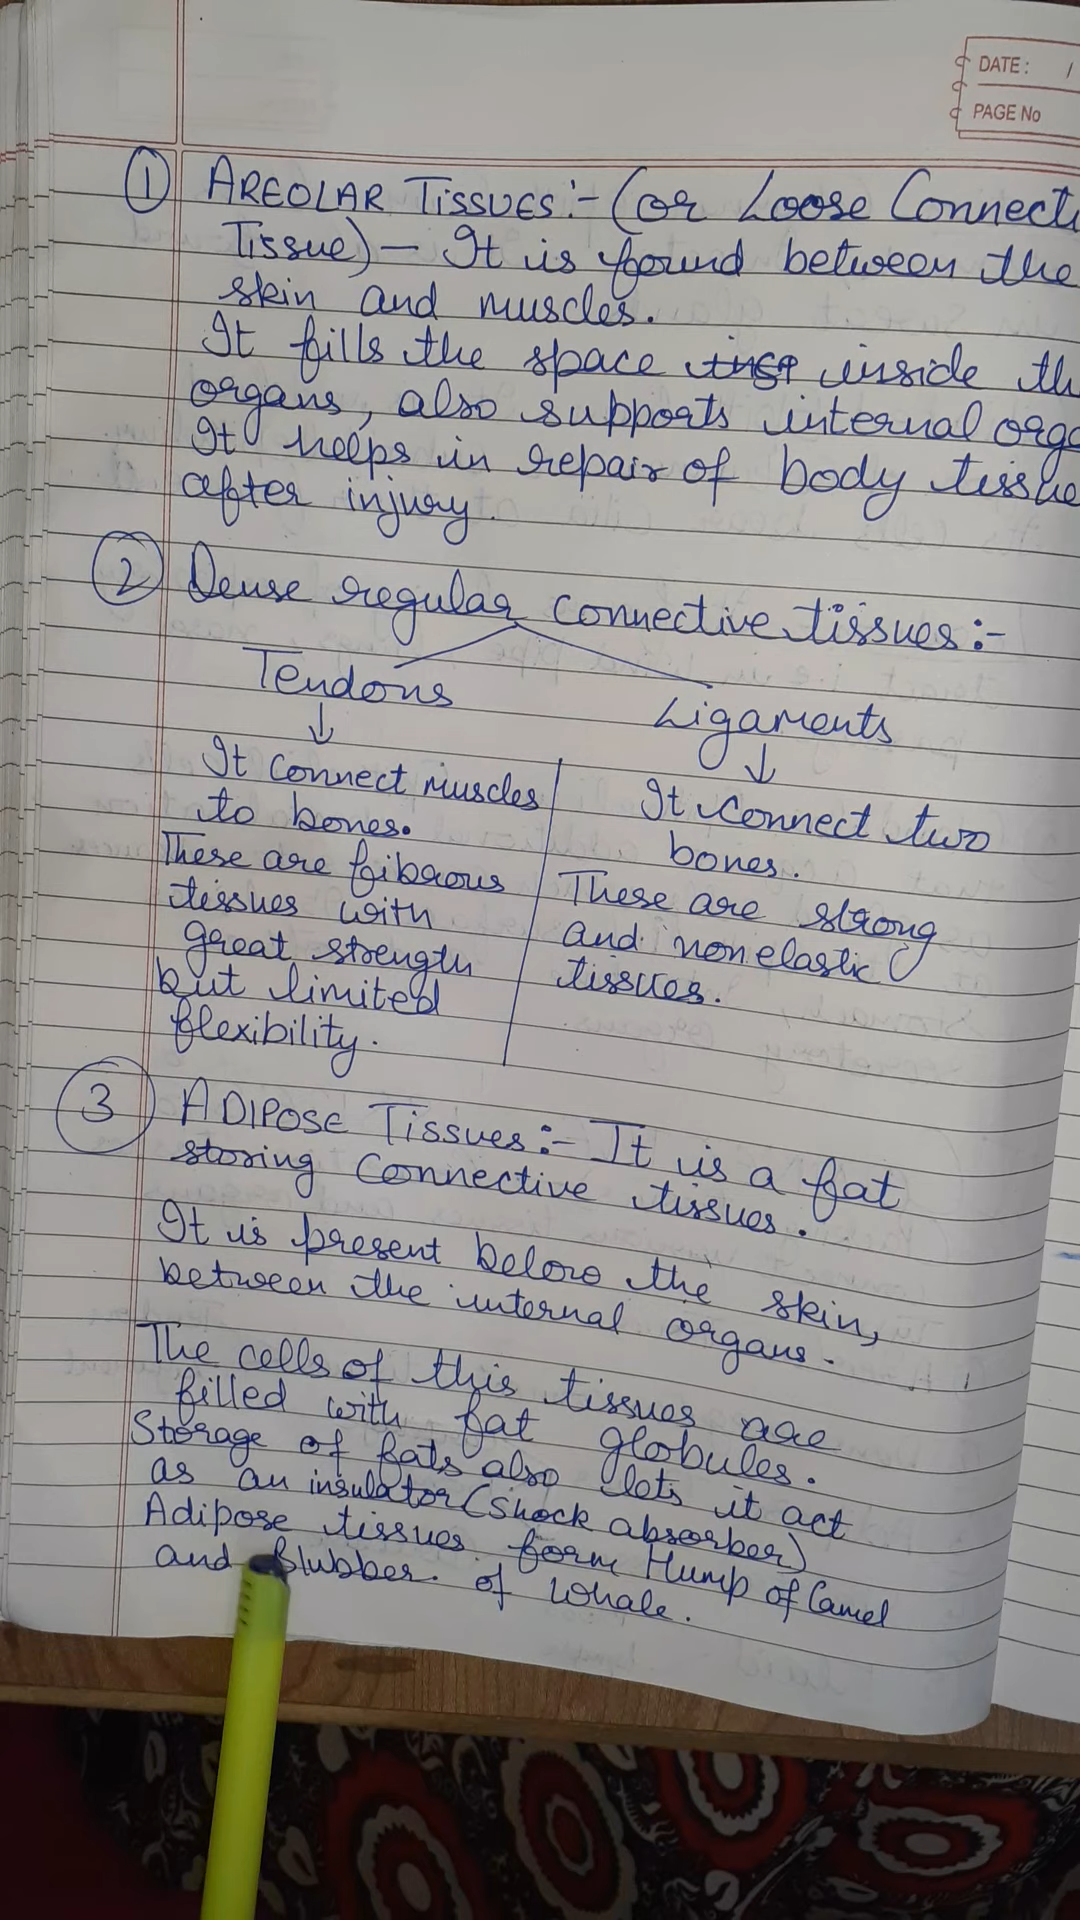 DATE: /
PAGE No
① AREOLAR TISSUES:- (or Loose Connecti
Tissue) — It is found between the
skin and muscles.
It fills the space inside th
organs, also supports internal orga
It helps in repair of body tissue
after injury.
② Dense regular connective tissues:-
Tendons
Ligaments
↓
↓
It connect muscles
to bones.
These are fibrous
tissues with
great strength
but limited
flexibility.
It connect two
bones.
These are strong
and non elastic
tissues.
③ ADIPOSE TISSUES:- It is a fat
storing connective tissues.
It is present below the skin,
between the internal organs.
The cells of this tissues are
filled with fat globules.
Storage of fats also lets it act
as an insulator (shock absorber)
Adipose tissues form Hump of Camel
and Blubber. of Whale.